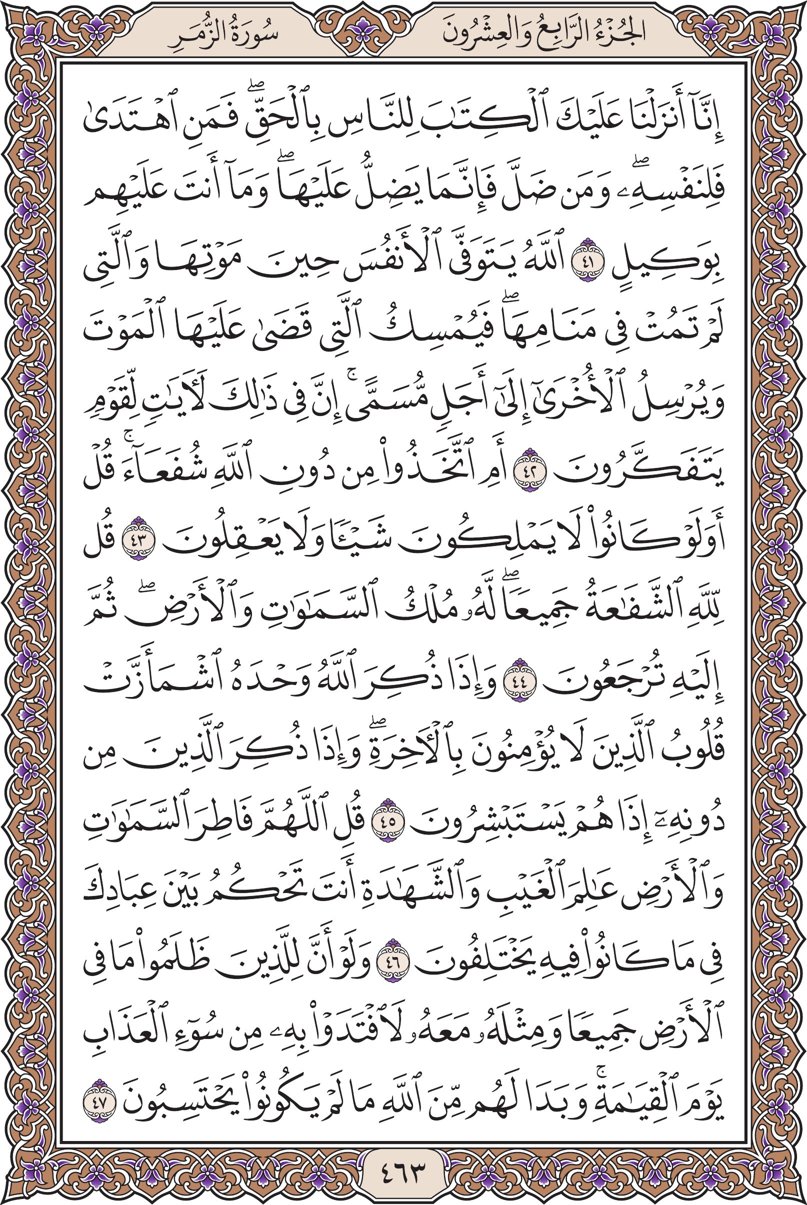 الجُزْءُ الرَّابِعُ وَالعِشْرُونَ
سُورَةُ الزُّمَرِ
إِنَّآ أَنزَلْنَا عَلَيْكَ ٱلْكِتَٰبَ لِلنَّاسِ بِٱلْحَقِّۖ فَمَنِ ٱهْتَدَىٰ
فَلِنَفْسِهِۦۖ وَمَن ضَلَّ فَإِنَّمَا يَضِلُّ عَلَيْهَاۖ وَمَآ أَنتَ عَلَيْهِم
بِوَكِيلٍ ٤١ ٱللَّهُ يَتَوَفَّى ٱلْأَنفُسَ حِينَ مَوْتِهَا وَٱلَّتِى
لَمْ تَمُتْ فِى مَنَامِهَاۖ فَيُمْسِكُ ٱلَّتِى قَضَىٰ عَلَيْهَا ٱلْمَوْتَ
وَيُرْسِلُ ٱلْأُخْرَىٰٓ إِلَىٰٓ أَجَلٍ مُّسَمًّىۚ إِنَّ فِى ذَٰلِكَ لَءَايَٰتٍ لِّقَوْمٍ
يَتَفَكَّرُونَ ٤٢ أَمِ ٱتَّخَذُوا۟ مِن دُونِ ٱللَّهِ شُفَعَآءَۚ قُلْ
أَوَلَوْ كَانُوا۟ لَا يَمْلِكُونَ شَيْـًٔا وَلَا يَعْقِلُونَ ٤٣ قُل
لِّلَّهِ ٱلشَّفَٰعَةُ جَمِيعًاۖ لَّهُۥ مُلْكُ ٱلسَّمَٰوَٰتِ وَٱلْأَرْضِۖ ثُمَّ
إِلَيْهِ تُرْجَعُونَ ٤٤ وَإِذَا ذُكِرَ ٱللَّهُ وَحْدَهُ ٱشْمَأَزَّتْ
قُلُوبُ ٱلَّذِينَ لَا يُؤْمِنُونَ بِٱلْءَاخِرَةِۖ وَإِذَا ذُكِرَ ٱلَّذِينَ مِن
دُونِهِۦٓ إِذَا هُمْ يَسْتَبْشِرُونَ ٤٥ قُلِ ٱللَّهُمَّ فَاطِرَ ٱلسَّمَٰوَٰتِ
وَٱلْأَرْضِ عَٰلِمَ ٱلْغَيْبِ وَٱلشَّهَٰدَةِ أَنتَ تَحْكُمُ بَيْنَ عِبَادِكَ
فِى مَا كَانُوا۟ فِيهِ يَخْتَلِفُونَ ٤٦ وَلَوْ أَنَّ لِلَّذِينَ ظَلَمُوا۟ مَا فِى
ٱلْأَرْضِ جَمِيعًا وَمِثْلَهُۥ مَعَهُۥ لَٱفْتَدَوْا۟ بِهِۦ مِن سُوٓءِ ٱلْعَذَابِ
يَوْمَ ٱلْقِيَٰمَةِۚ وَبَدَا لَهُم مِّنَ ٱللَّهِ مَا لَمْ يَكُونُوا۟ يَحْتَسِبُونَ ٤٧
٤٦٣